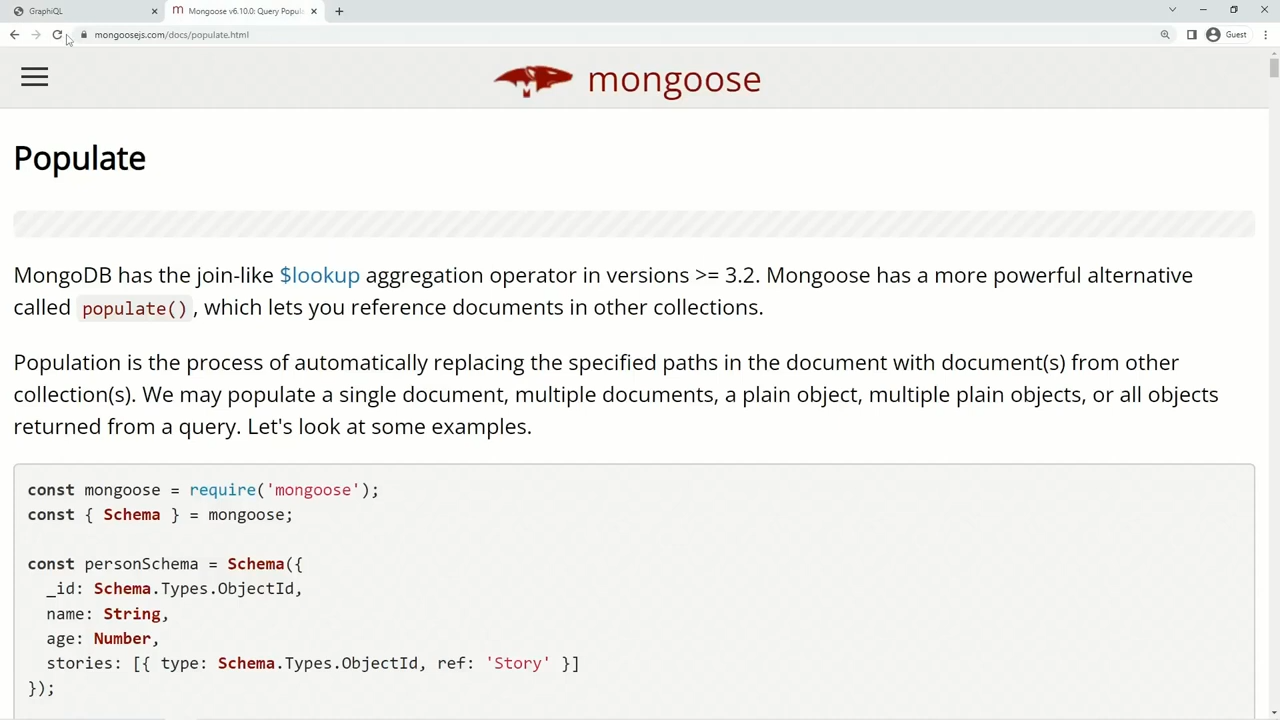 GraphiQL
Mongoose v6.10.0: Query Popul
mongoosejs.com/docs/populate.html
Guest
mongoose
Populate
MongoDB has the join-like $lookup aggregation operator in versions >= 3.2. Mongoose has a more powerful alternative
called populate(), which lets you reference documents in other collections.
Population is the process of automatically replacing the specified paths in the document with document(s) from other
collection(s). We may populate a single document, multiple documents, a plain object, multiple plain objects, or all objects
returned from a query. Let's look at some examples.
const mongoose = require('mongoose');
const { Schema } = mongoose;
const personSchema = Schema({
  _id: Schema.Types.ObjectId,
  name: String,
  age: Number,
  stories: [{ type: Schema.Types.ObjectId, ref: 'Story' }]
});